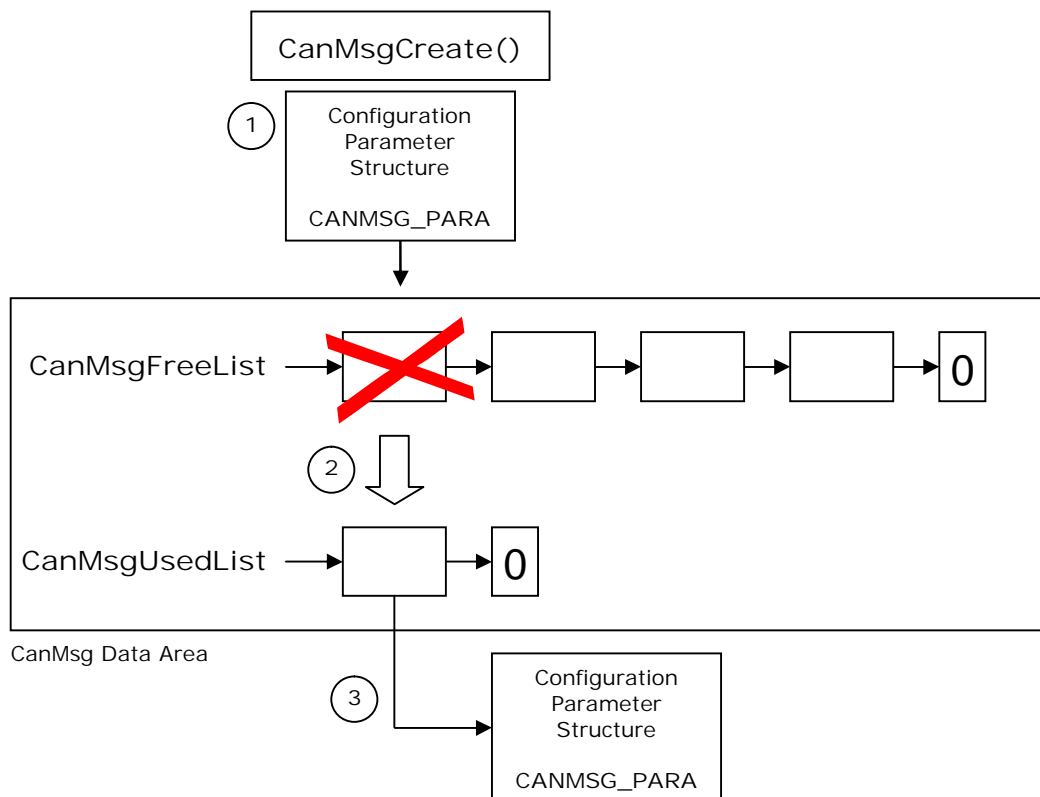 CanMsgCreate()
1
Configuration
Parameter
Structure
CANMSG_PARA
CanMsgFreeList
0
2
CanMsgUsedList
0
CanMsg Data Area
3
Configuration
Parameter
Structure
CANMSG_PARA